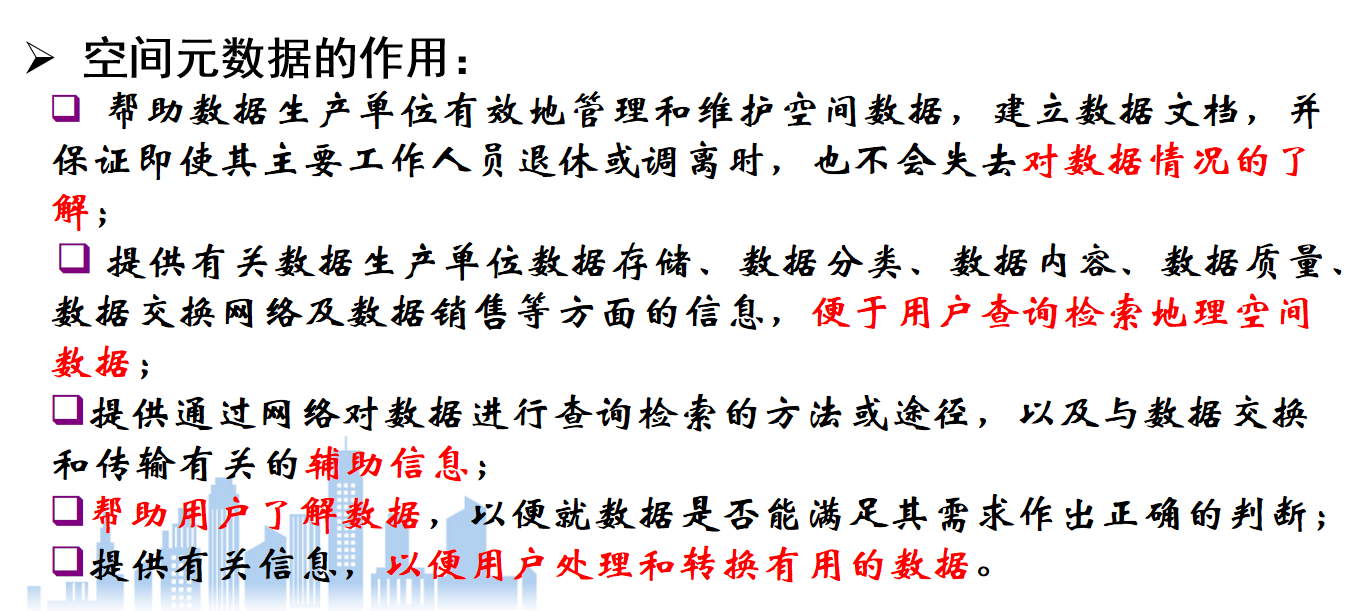 空间元数据的作用：
帮助数据生产单位有效地管理和维护空间数据，建立数据文档，并
保证即使其主要工作人员退休或调离时，也不会失去对数据情况的了
解；
提供有关数据生产单位数据存储、数据分类、数据内容、数据质量、
数据交换网络及数据销售等方面的信息，便于用户查询检索地理空间
数据；
提供通过网络对数据进行查询检索的方法或途径，以及与数据交换
和传输有关的辅助信息；
帮助用户了解数据，以便就数据是否能满足其需求作出正确的判断；
提供有关信息，以便用户处理和转换有用的数据。